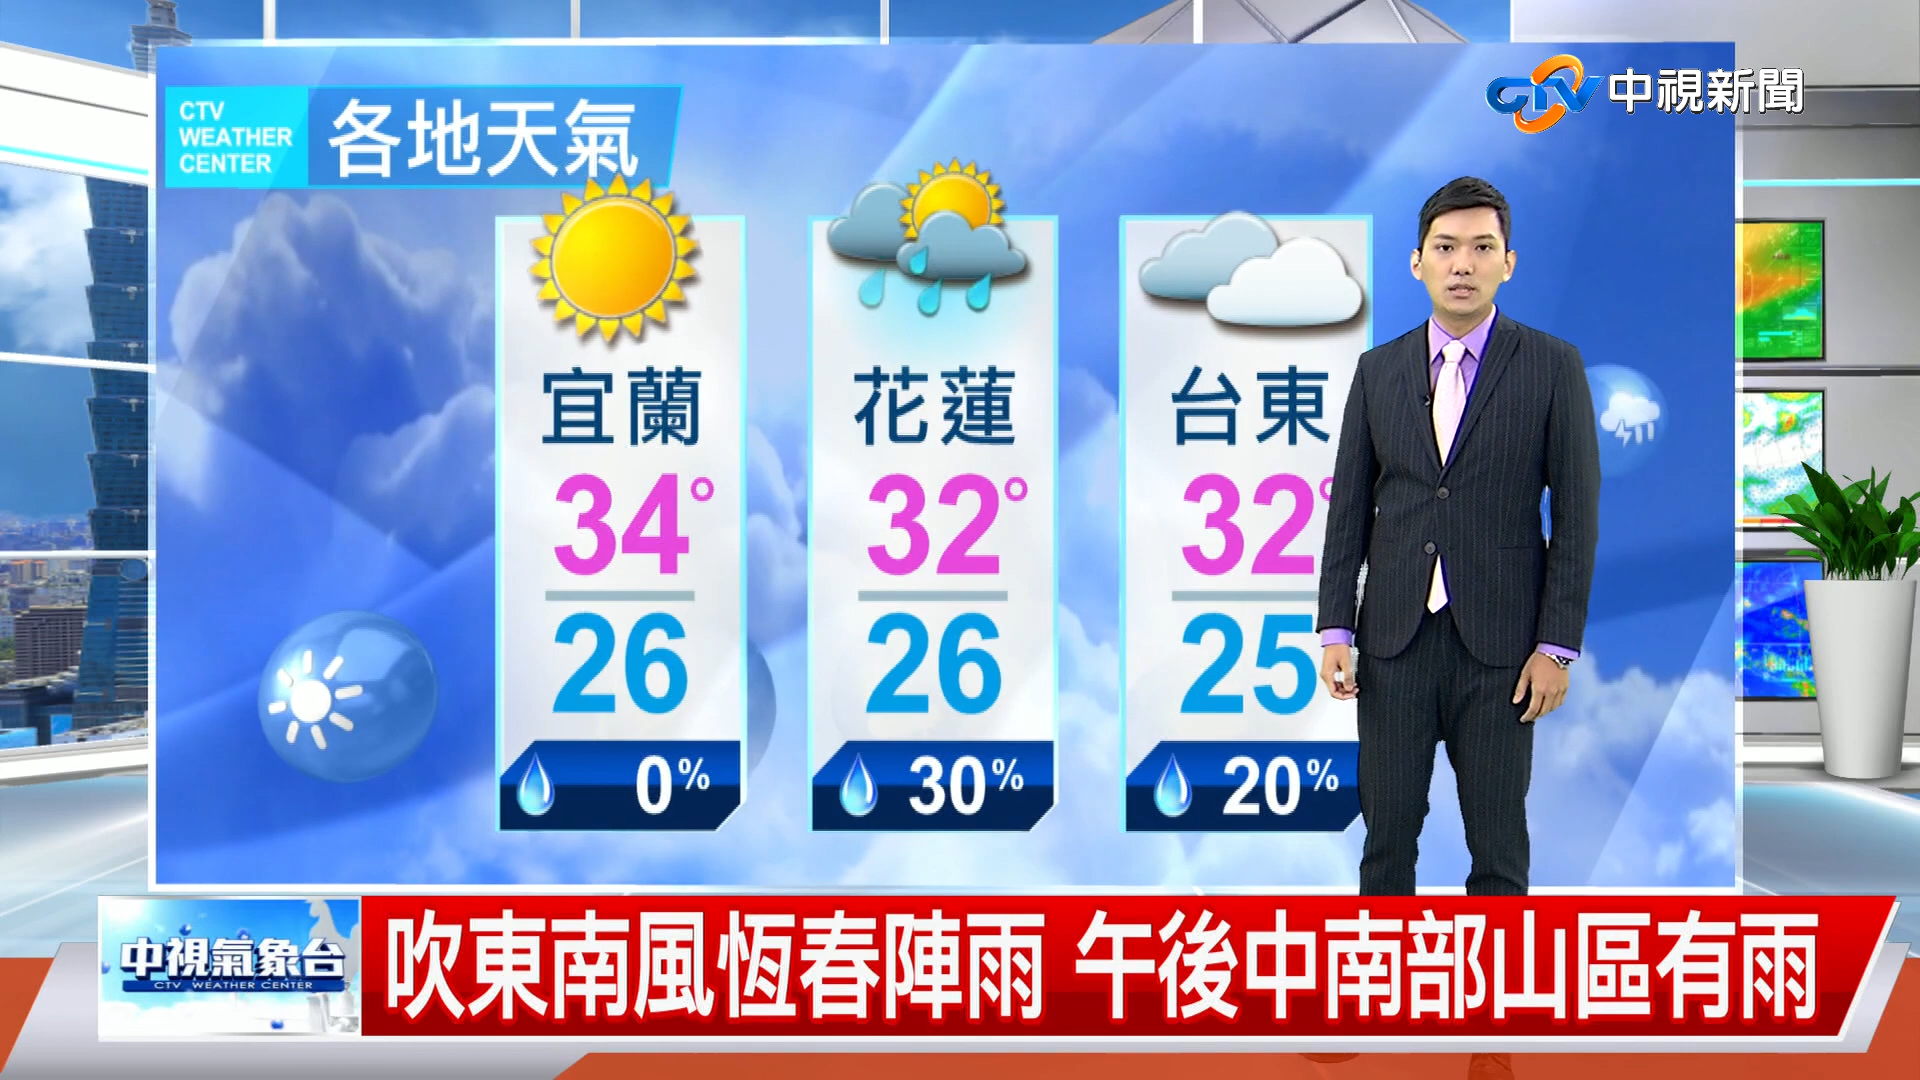 CTV
WEATHER
CENTER
各地天氣
CTV 中視新聞
宜蘭
34°
26
0%
花蓮
32°
26
30%
台東
32°
25
20%
中視氣象台
CTV WEATHER CENTER
吹東南風恆春陣雨 午後中南部山區有雨